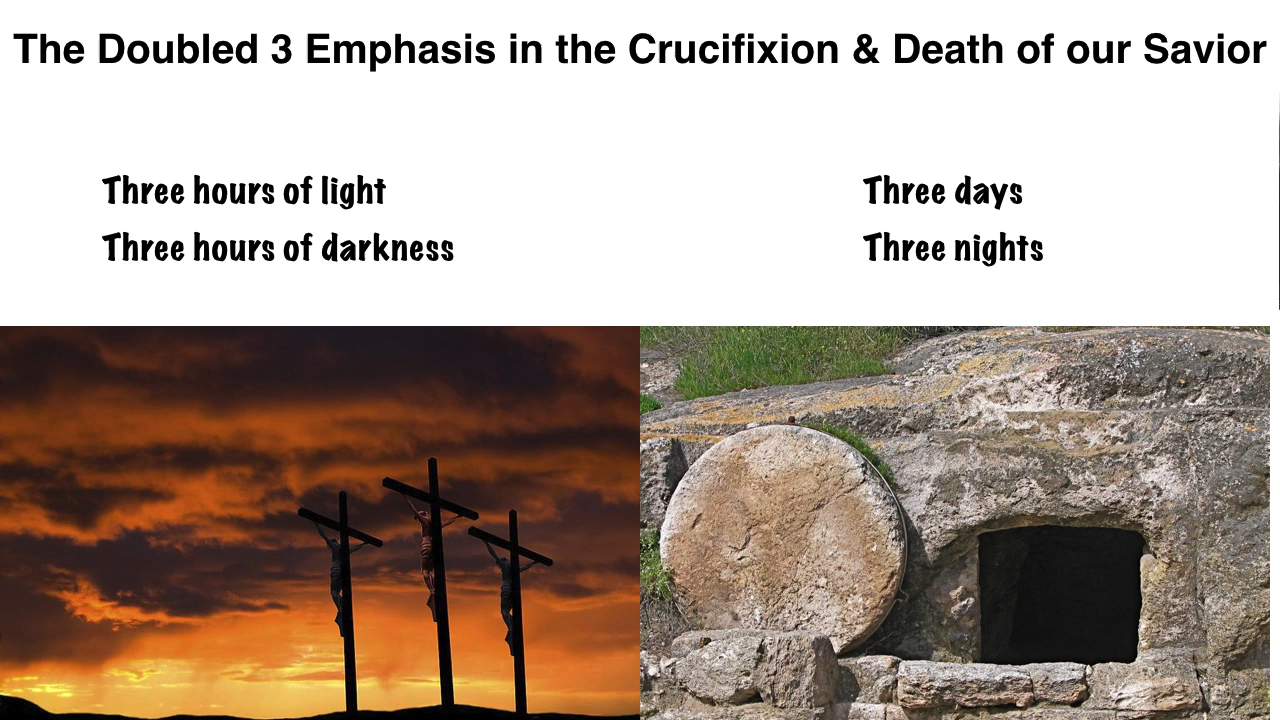 The Doubled 3 Emphasis in the Crucifixion & Death of our Savior
Three hours of light
Three hours of darkness
Three days
Three nights